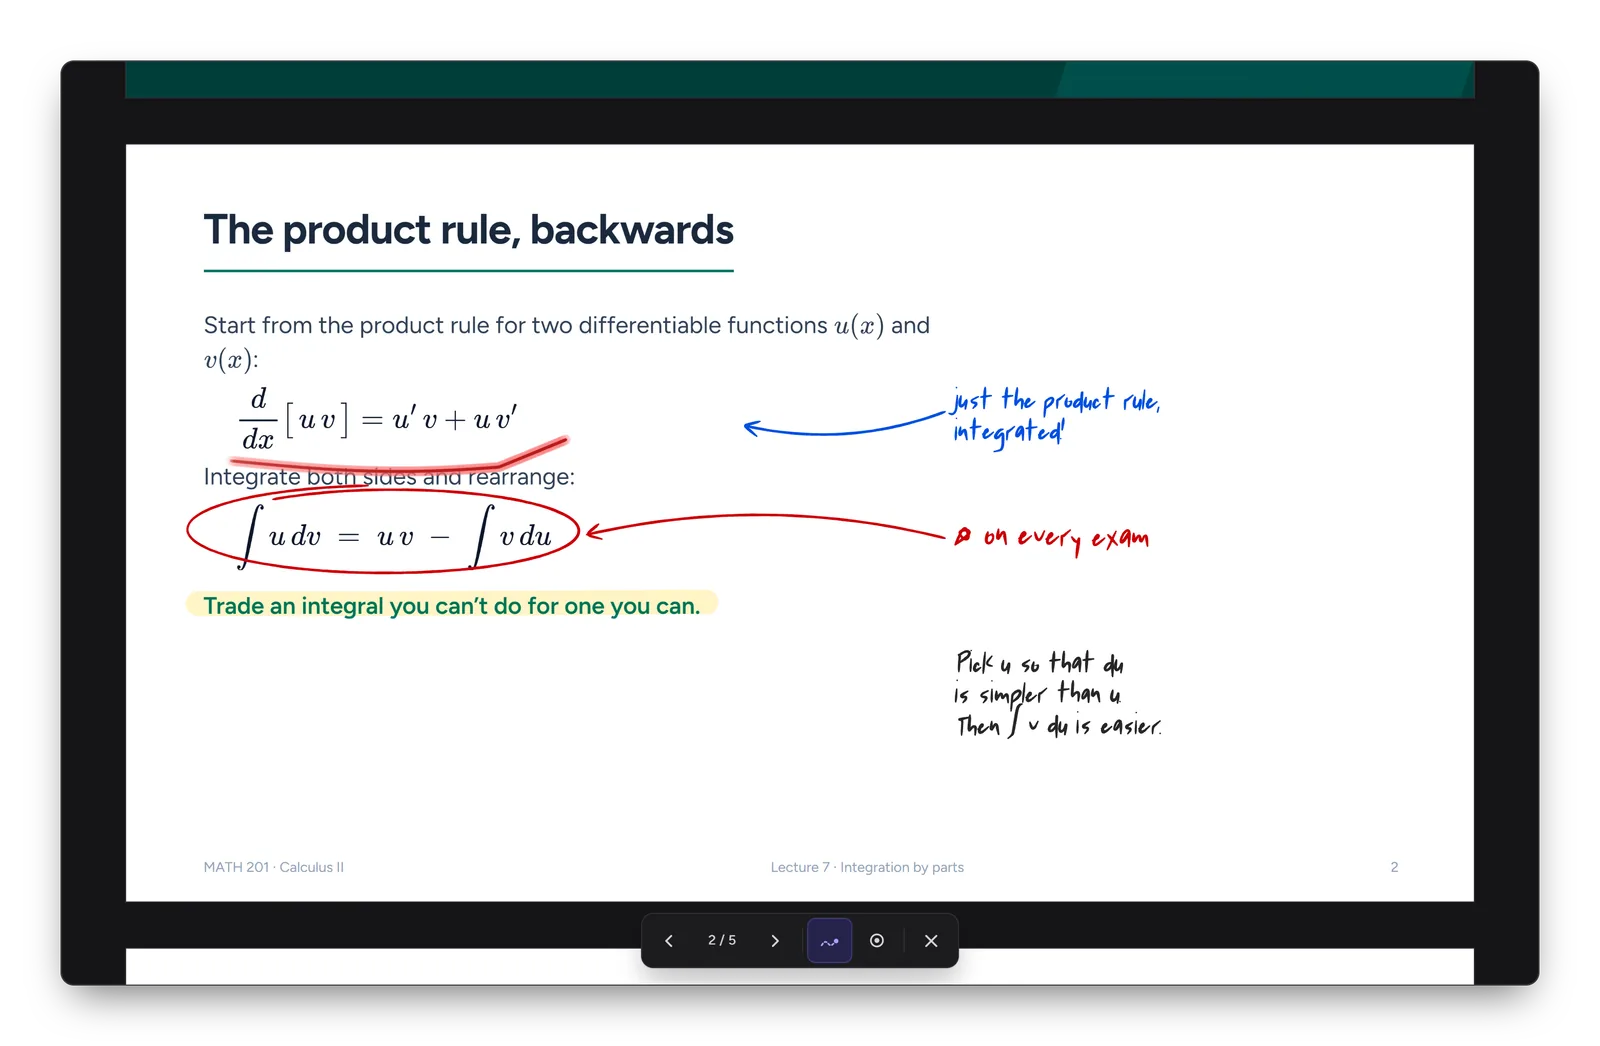 The product rule, backwards
Start from the product rule for two differentiable functions u(x) and
v(x):
d/dx [u v] = u′ v + u v′
just the product rule,
integrated!
Integrate both sides and rearrange:
∫ u dv = u v − ∫ v du
on every exam
Trade an integral you can’t do for one you can.
Pick u so that du
is simpler than u.
Then ∫ v du is easier.
MATH 201 · Calculus II
Lecture 7 · Integration by parts
2
2 / 5